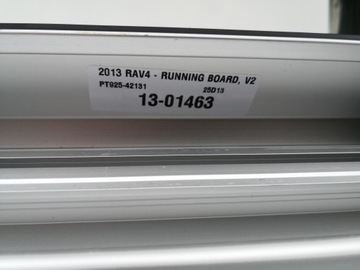 2013 RAV4 - RUNNING BOARD, V2
PT925-42131 25D13
13-01463